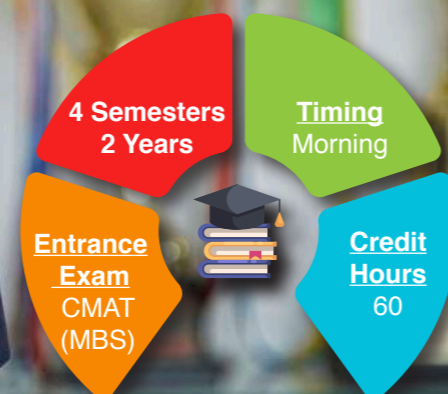 4 Semesters
2 Years
Timing
Morning
Entrance
Exam
CMAT
(MBS)
Credit
Hours
60